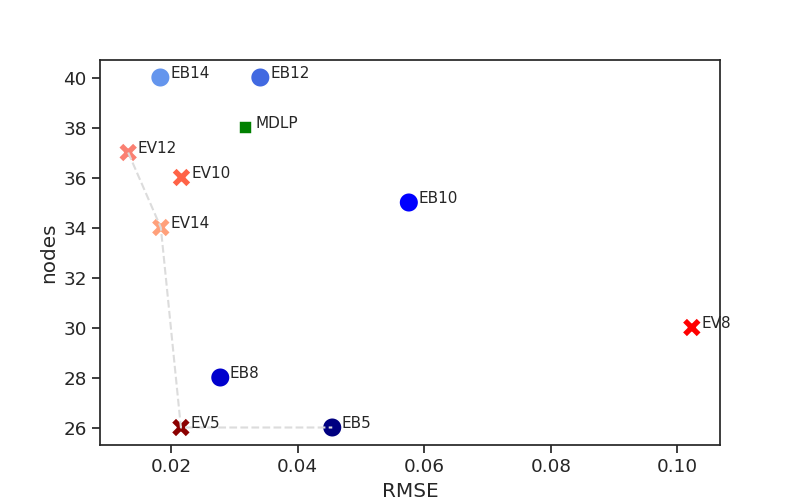 40
EB14
EB12
38
MDLP
EV12
36
EV10
EB10
34
EV14
nodes
32
30
EV8
28
EB8
26
EV5
EB5
0.02
0.04
0.06
0.08
0.10
RMSE